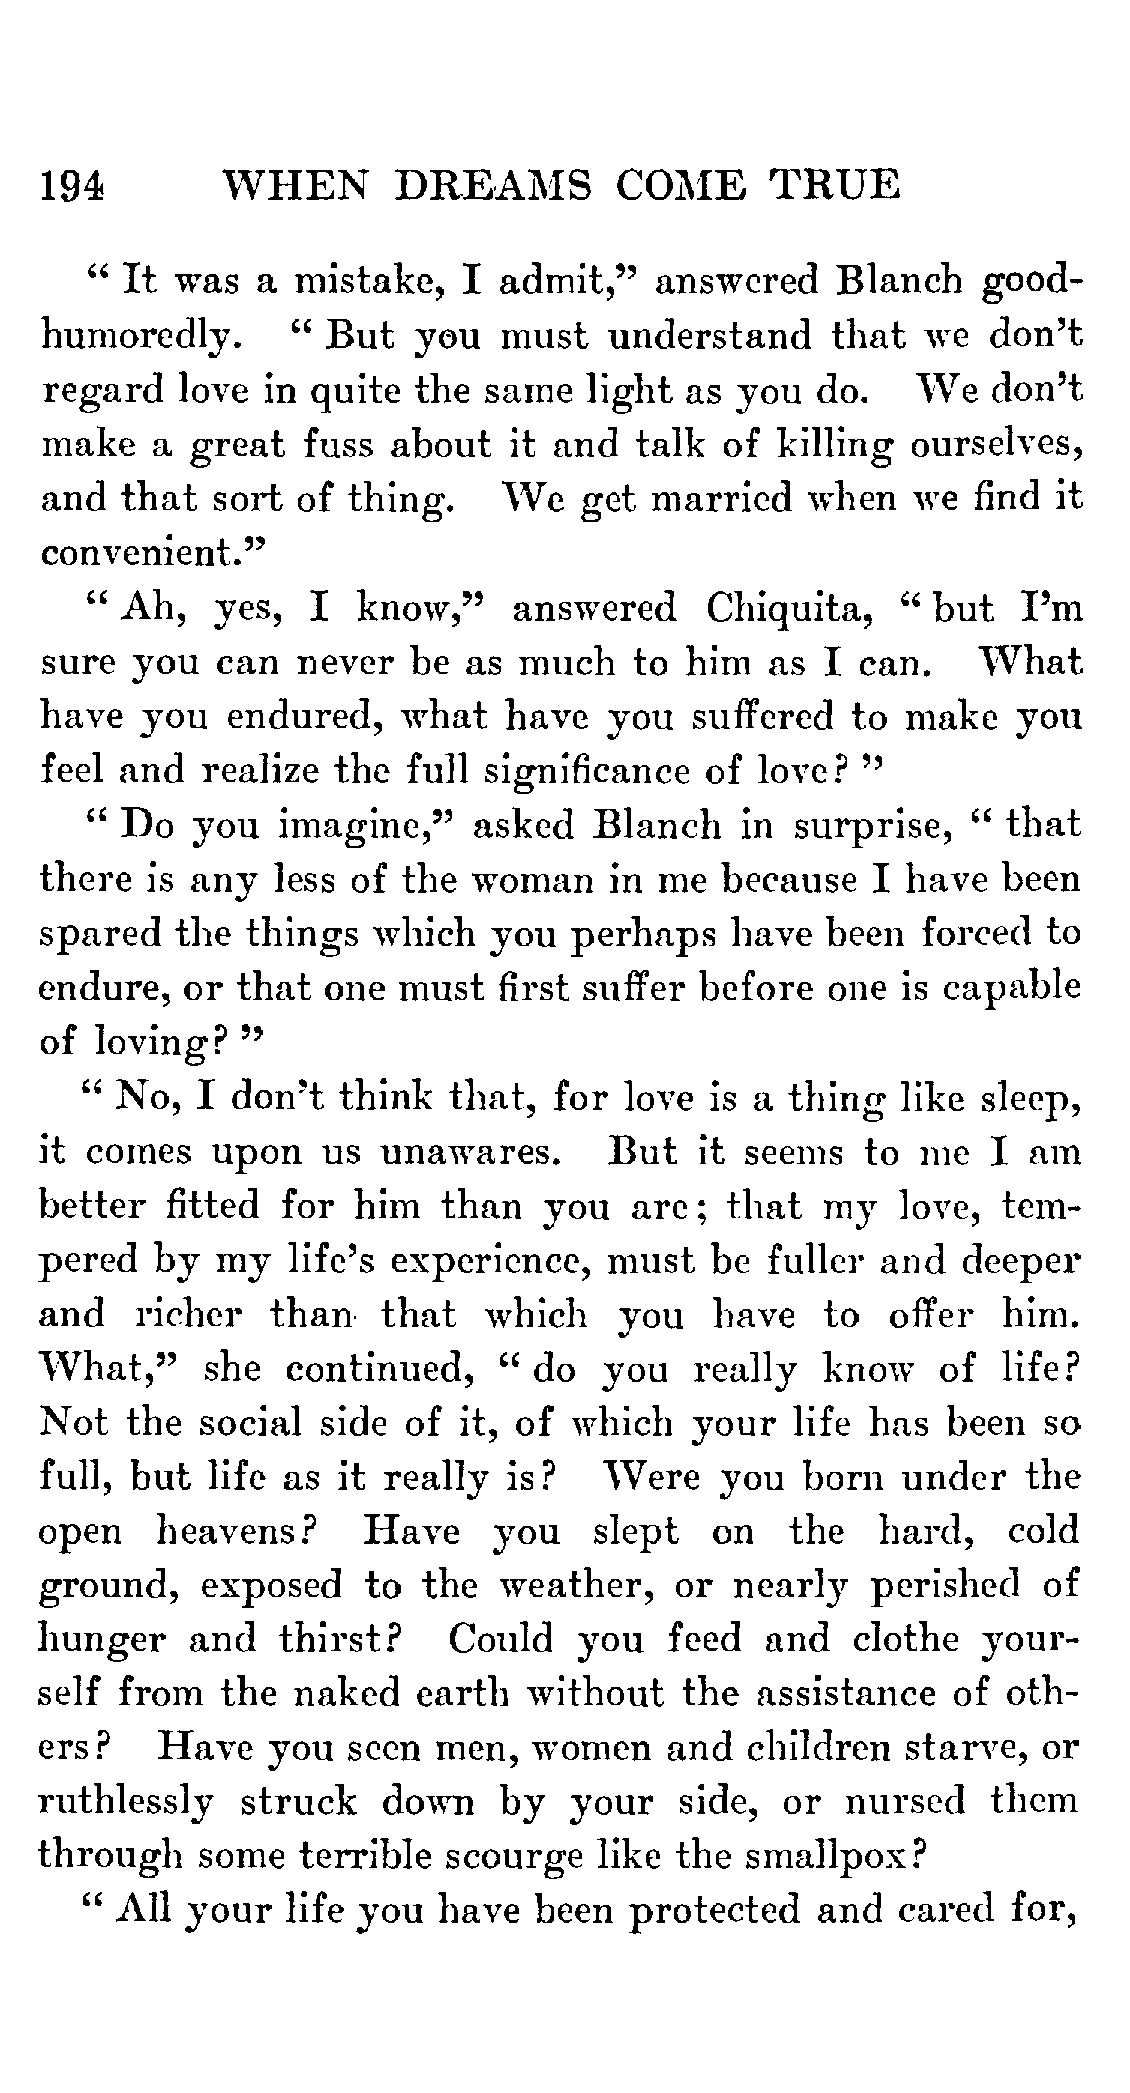 194 WHEN DREAMS COME TRUE
“ It was a mistake, I admit,” answered Blanch good-
humoredly. “ But you must understand that we don’t
regard love in quite the same light as you do. We don’t
make a great fuss about it and talk of killing ourselves,
and that sort of thing. We get married when we find it
convenient.”
“ Ah, yes, I know,” answered Chiquita, “ but I’m
sure you can never be as much to him as I can. What
have you endured, what have you suffered to make you
feel and realize the full significance of love? ”
“ Do you imagine,” asked Blanch in surprise, “ that
there is any less of the woman in me because I have been
spared the things which you perhaps have been forced to
endure, or that one must first suffer before one is capable
of loving? ”
“ No, I don’t think that, for love is a thing like sleep,
it comes upon us unawares. But it seems to me I am
better fitted for him than you are; that my love, tem-
pered by my life’s experience, must be fuller and deeper
and richer than that which you have to offer him.
What,” she continued, “ do you really know of life?
Not the social side of it, of which your life has been so
full, but life as it really is? Were you born under the
open heavens? Have you slept on the hard, cold
ground, exposed to the weather, or nearly perished of
hunger and thirst? Could you feed and clothe your-
self from the naked earth without the assistance of oth-
ers? Have you seen men, women and children starve, or
ruthlessly struck down by your side, or nursed them
through some terrible scourge like the smallpox?
“ All your life you have been protected and cared for,